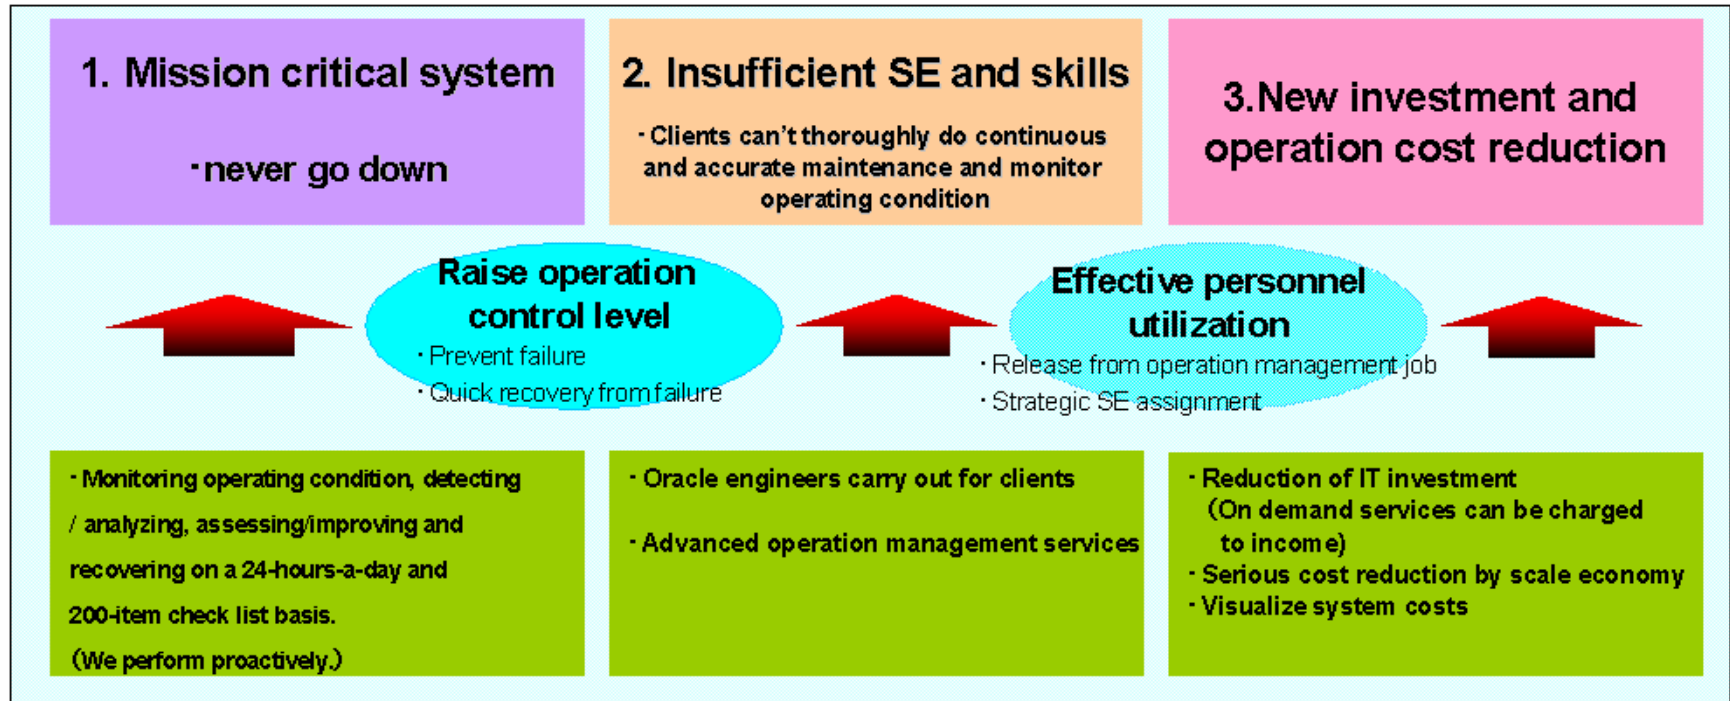 1. Mission critical system
・never go down
2. Insufficient SE and skills
・Clients can't thoroughly do continuous
and accurate maintenance and monitor
operating condition
3.New investment and
operation cost reduction
Raise operation
control level
・Prevent failure
・Quick recovery from failure
Effective personnel
utilization
・Release from operation management job
・Strategic SE assignment
・Monitoring operating condition, detecting
/ analyzing, assessing/improving and
recovering on a 24-hours-a-day and
200-item check list basis.
(We perform proactively.)
・Oracle engineers carry out for clients
・Advanced operation management services
・Reduction of IT investment
(On demand services can be charged
to income)
・Serious cost reduction by scale economy
・Visualize system costs